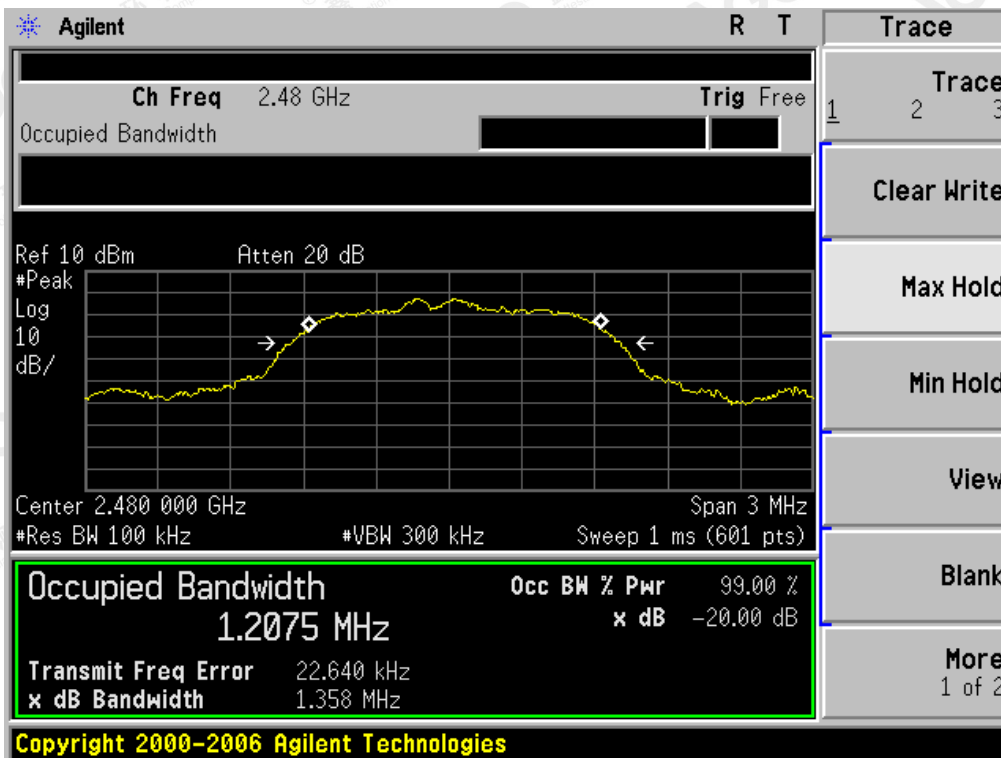 Agilent R T
Ch Freq 2.48 GHz Trig Free
Occupied Bandwidth
Ref 10 dBm Atten 20 dB
#Peak
Log
10
dB/
Center 2.480 000 GHz Span 3 MHz
#Res BW 100 kHz #VBW 300 kHz Sweep 1 ms (601 pts)
Occupied Bandwidth
1.2075 MHz
Occ BW % Pwr 99.00 %
x dB -20.00 dB
Transmit Freq Error 22.640 kHz
x dB Bandwidth 1.358 MHz
Copyright 2000-2006 Agilent Technologies
Trace
Trace
1 2 3
Clear Write
Max Hold
Min Hold
View
Blank
More
1 of 2